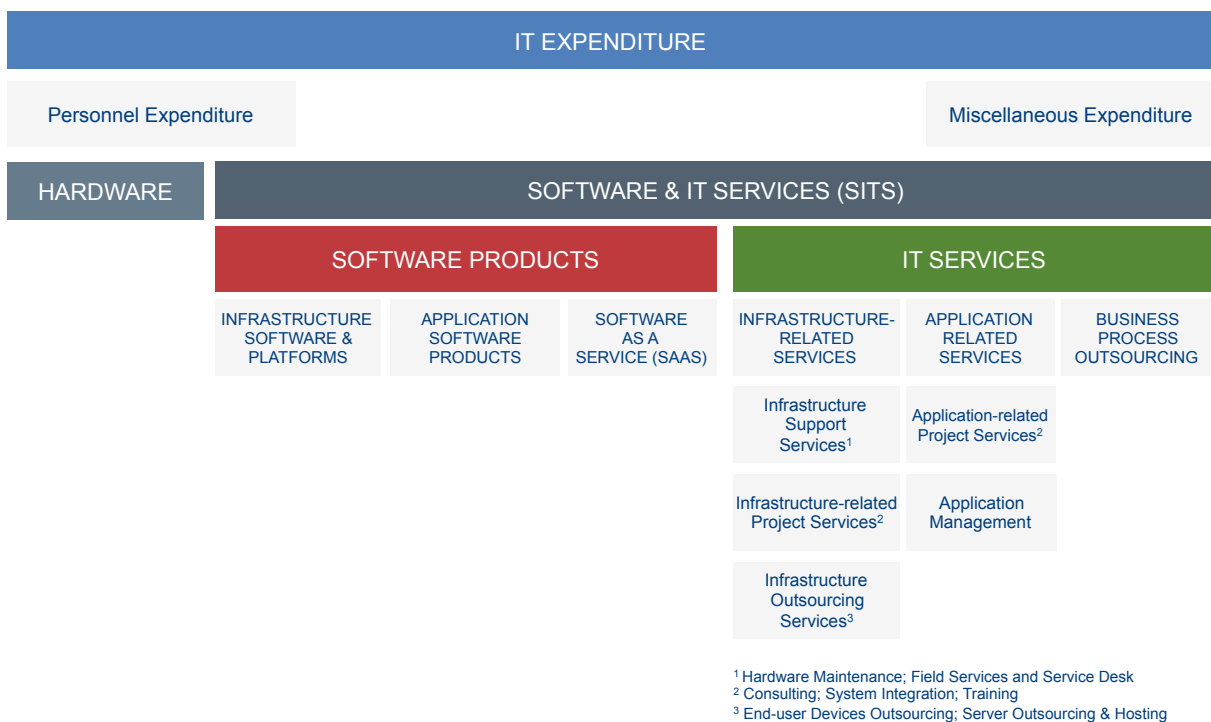 IT EXPENDITURE
Personnel Expenditure
Miscellaneous Expenditure
HARDWARE
SOFTWARE & IT SERVICES (SITS)
SOFTWARE PRODUCTS
IT SERVICES
INFRASTRUCTURE
SOFTWARE &
PLATFORMS
APPLICATION
SOFTWARE
PRODUCTS
SOFTWARE
AS A
SERVICE (SAAS)
INFRASTRUCTURE-
RELATED
SERVICES
APPLICATION
RELATED
SERVICES
BUSINESS
PROCESS
OUTSOURCING
Infrastructure
Support
Services¹
Application-related
Project Services²
Infrastructure-related
Project Services²
Application
Management
Infrastructure
Outsourcing
Services³
¹ Hardware Maintenance; Field Services and Service Desk
² Consulting; System Integration; Training
³ End-user Devices Outsourcing; Server Outsourcing & Hosting